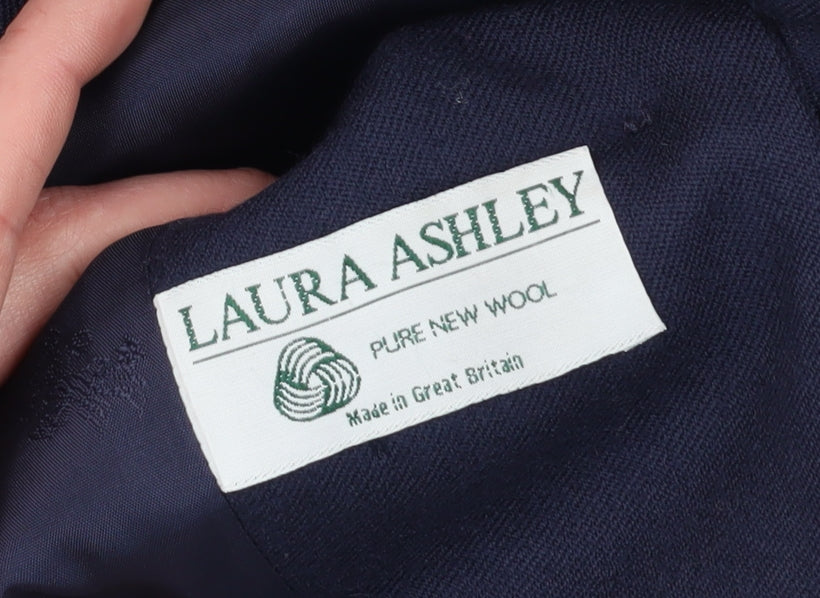 LAURA ASHLEY
PURE NEW WOOL
Made in Great Britain